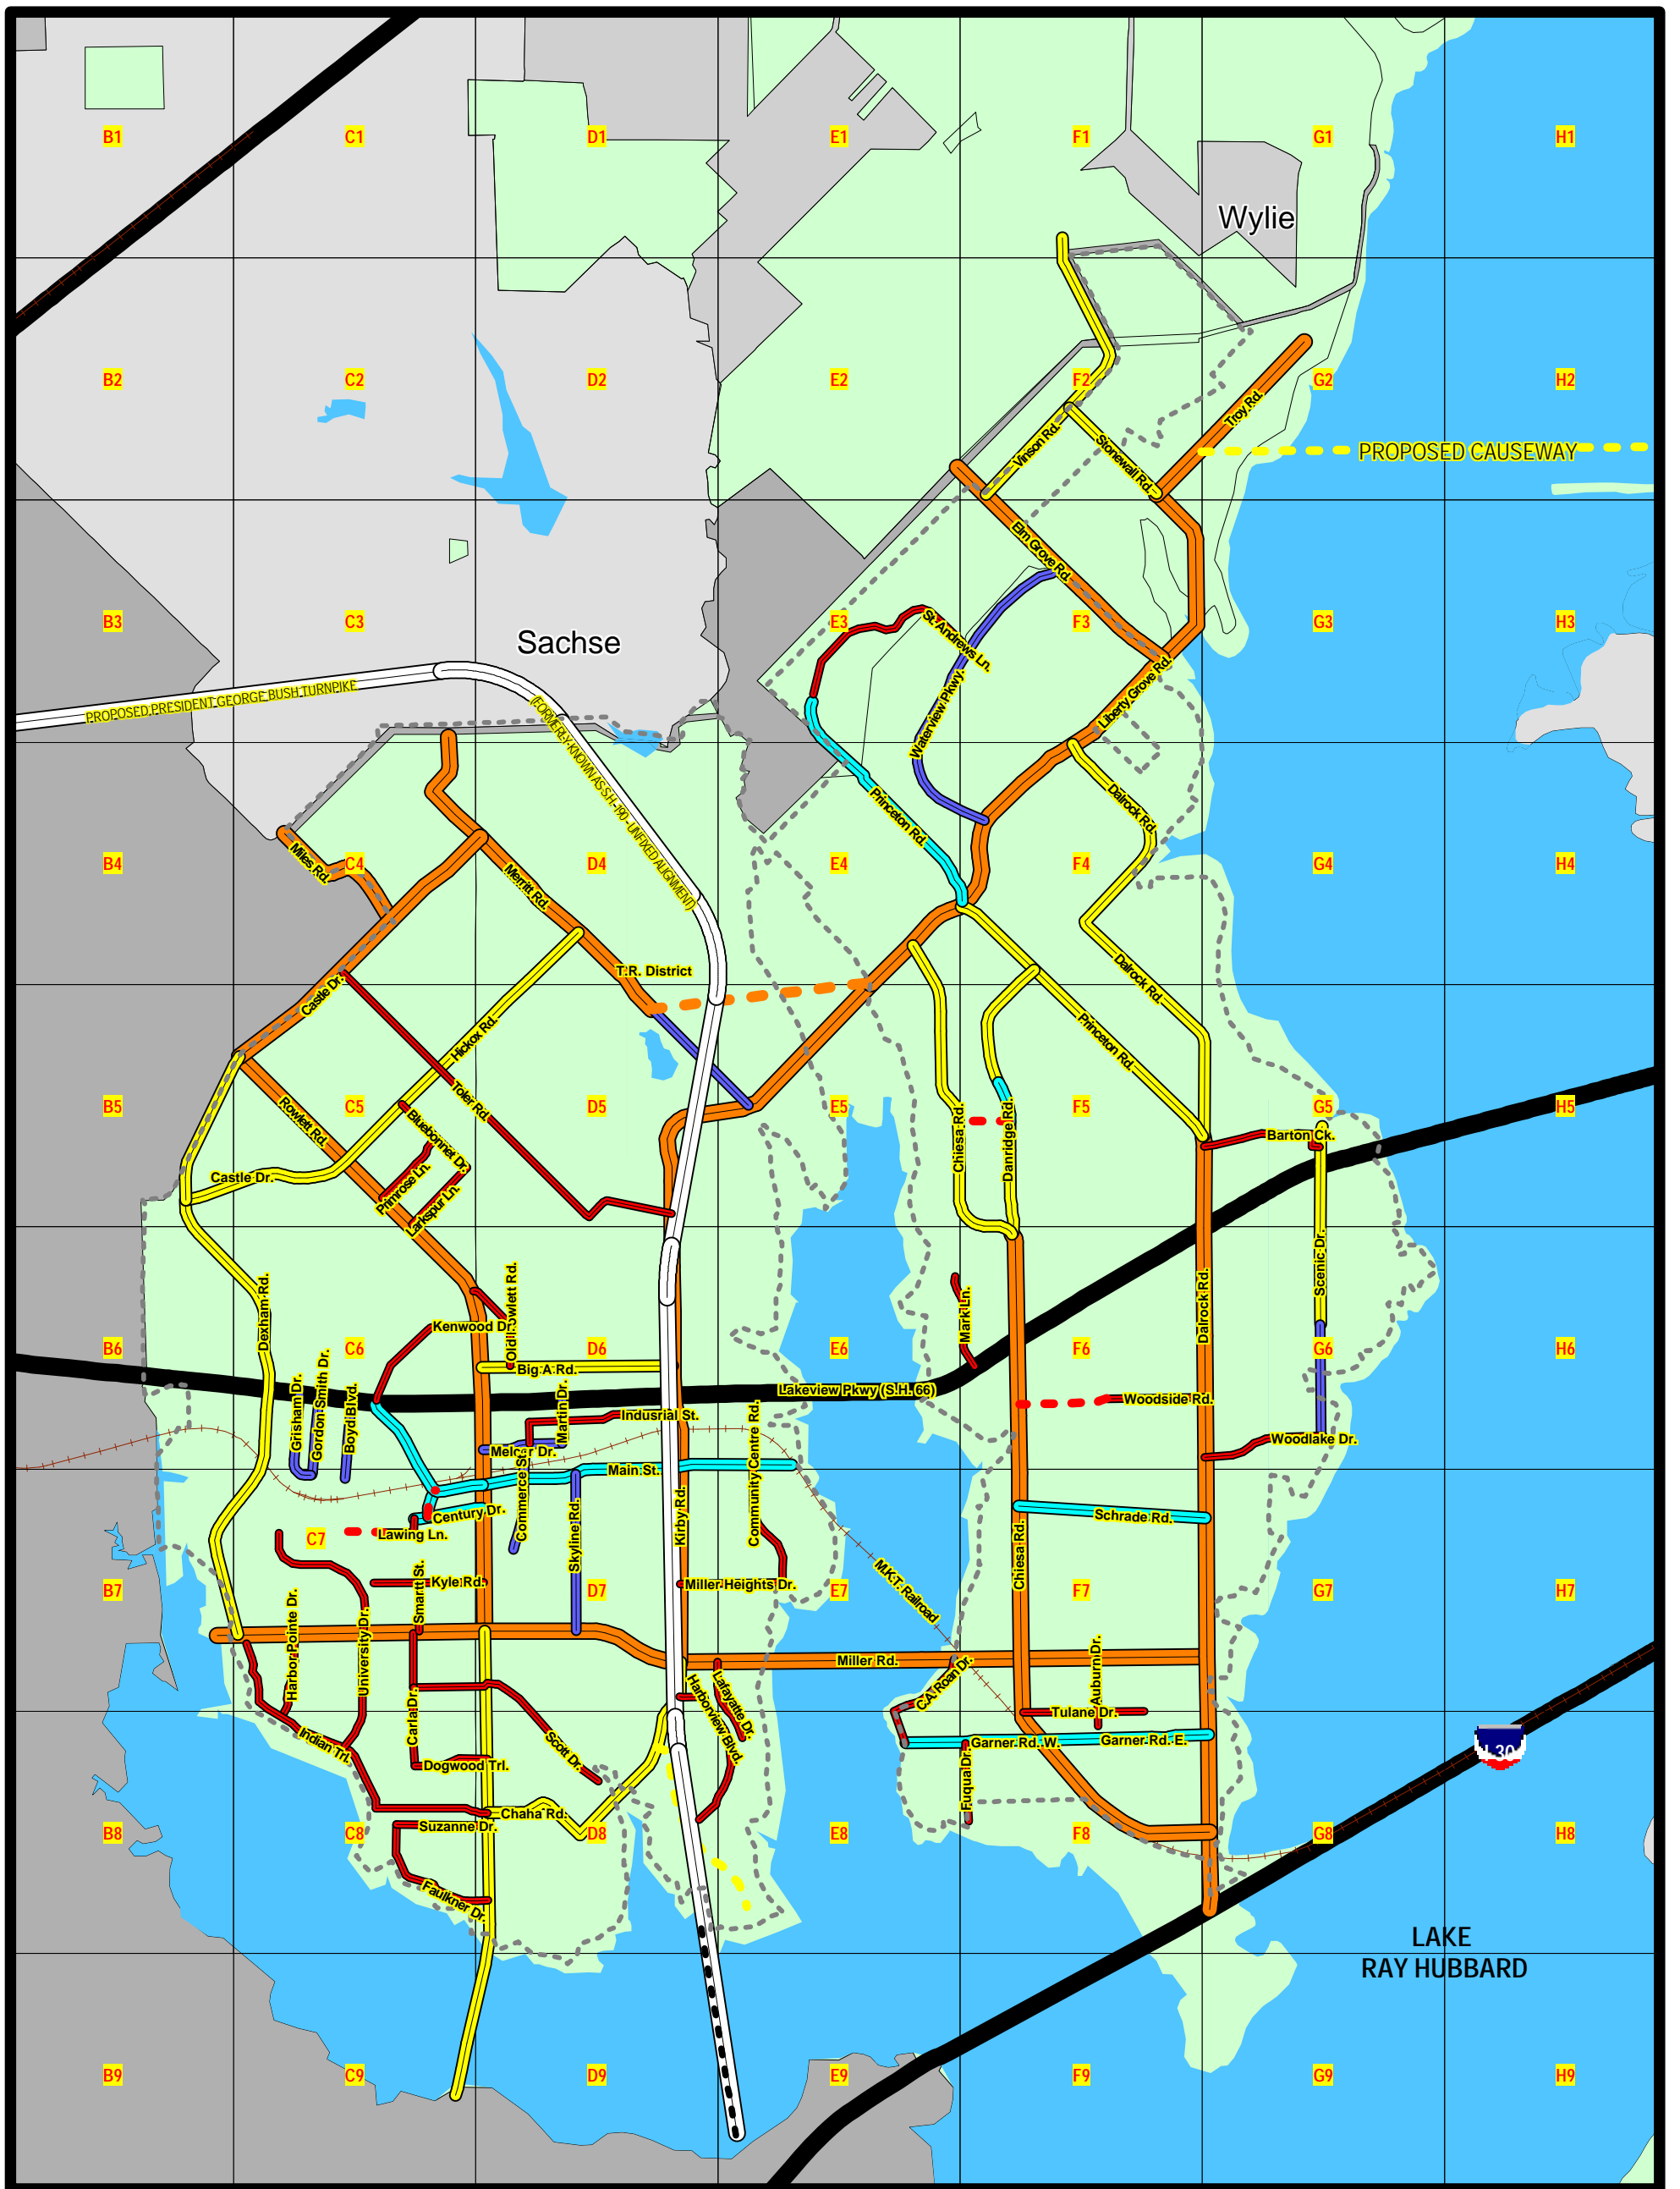 B1
C1
D1
E1
F1
G1
H1
Wylie
B2
C2
D2
E2
F2
G2
H2
Troy Rd.
Vinson Rd.
Stonewall Rd.
PROPOSED CAUSEWAY
Elm Grove Rd.
B3
C3
E3
F3
G3
H3
Sachse
St. Andrews Ln.
PROPOSED PRESIDENT GEORGE BUSH TURNPIKE
(FORMERLY KNOWN AS S.H.-190 - UNFIXED ALIGNMENT)
Waterview Pkwy.
Liberty Grove Rd.
Princeton Rd.
Dalrock Rd.
B4
Miles Rd.
C4
D4
E4
F4
G4
H4
Merritt Rd.
T.R. District
Castle Dr.
Dalrock Rd.
Hickox Rd.
Princeton Rd.
B5
Rowlett Rd.
C5
Toler Rd.
D5
E5
F5
G5
H5
Bluebonnet Dr.
Chiesa Rd.
Danridge Rd.
Barton Ck.
Castle Dr.
Primrose Ln.
Larkspur Ln.
Scenic Dr.
Dexham Rd.
Old Rowlett Rd.
Mark Ln.
Dalrock Rd.
Kenwood Dr.
B6
C6
D6
E6
F6
G6
H6
Big A Rd.
Lakeview Pkwy (S.H. 66)
Grisham Dr.
Gordon Smith Dr.
Boyd Blvd.
Martin Dr.
Indusrial St.
Woodside Rd.
Melcer Dr.
Community Centre Rd.
Woodlake Dr.
Main St.
Commerce St.
Century Dr.
Skyline Rd.
Kirby Rd.
Schrade Rd.
C7
Lawing Ln.
Chiesa Rd.
B7
Kyle Rd.
Smartt St.
D7
Miller Heights Dr.
E7
M.K.T. Railroad
F7
G7
H7
Harbor Pointe Dr.
University Dr.
Miller Rd.
Auburn Dr.
C.A. Roan Dr.
Carla Dr.
Lafayatte Dr.
Harborview Blvd.
Tulane Dr.
Indian Trl.
Scott Dr.
Garner Rd. W.
Garner Rd. E.
I-30
Dogwood Trl.
Fuqua Dr.
Chaha Rd.
Suzanne Dr.
B8
C8
D8
E8
F8
G8
H8
Faulkner Dr.
LAKE
RAY HUBBARD
B9
C9
D9
E9
F9
G9
H9